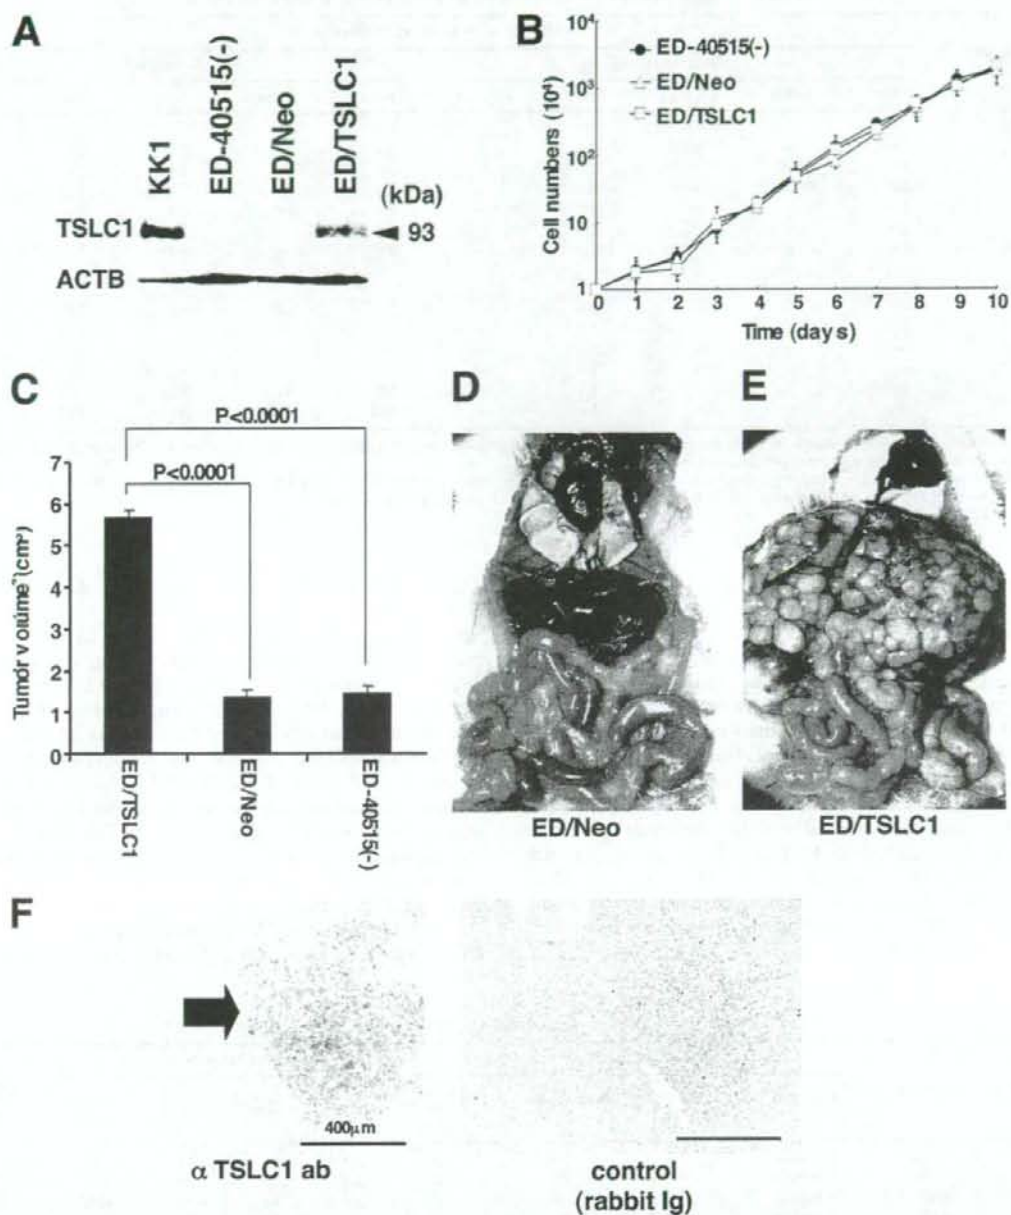 A
KK1
ED-40515(-)
ED/Neo
ED/TSLC1
(kDa)
TSLC1
93
ACTB
B
10⁴
10³
10²
10
1
Cell numbers (10⁴)
ED-40515(-)
ED/Neo
ED/TSLC1
0 1 2 3 4 5 6 7 8 9 10
Time (days)
C
P<0.0001
P<0.0001
7
6
5
4
3
2
1
0
Tumor volume (cm³)
ED/TSLC1
ED/Neo
ED-40515(-)
D
ED/Neo
E
ED/TSLC1
F
400μm
α TSLC1 ab
control
(rabbit Ig)